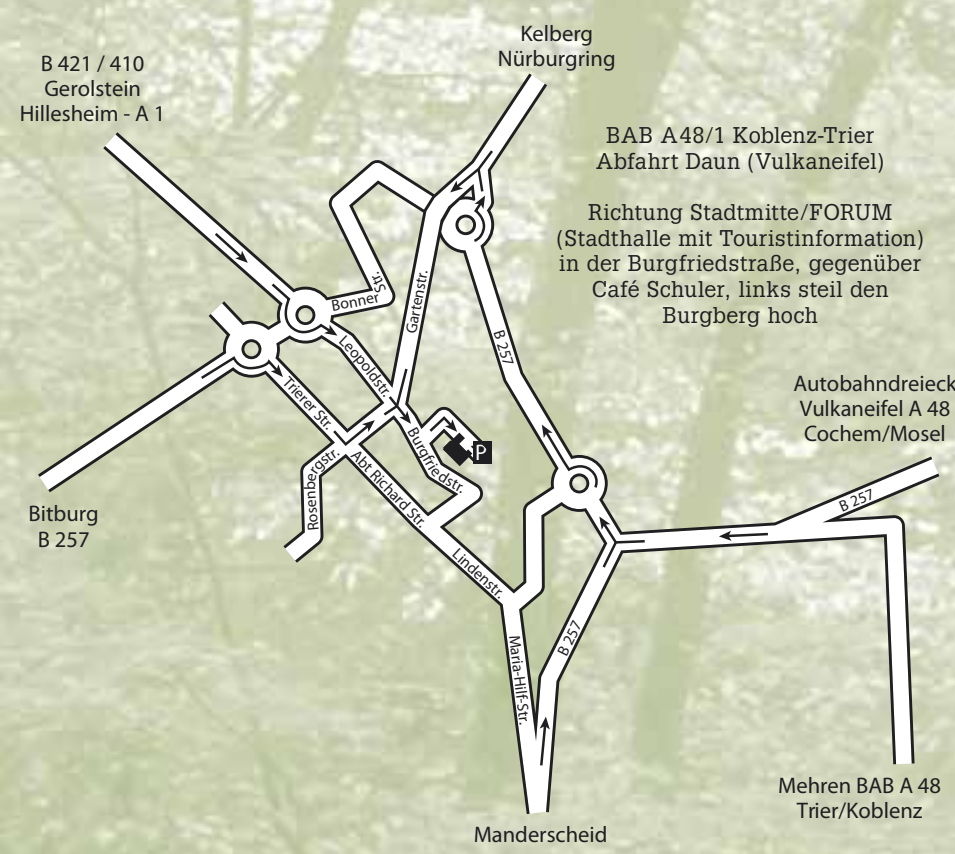 Kelberg
Nürburgring
B 421 / 410
Gerolstein
Hillesheim - A 1
BAB A48/1 Koblenz-Trier
Abfahrt Daun (Vulkaneifel)
Richtung Stadtmitte/FORUM
(Stadthalle mit Touristinformation)
in der Burgfriedstraße, gegenüber
Café Schuler, links steil den
Burgberg hoch
Bonner
Str.
Gartenstr.
B 257
Leopoldstr.
Trierer Str.
Burgfriedstr.
P
Autobahndreieck
Vulkaneifel A 48
Cochem/Mosel
B 257
Rosenbergstr.
Abt Richard Str.
Bitburg
B 257
Lindenstr.
Maria-Hilf-Str.
B 257
Mehren BAB A 48
Trier/Koblenz
Manderscheid